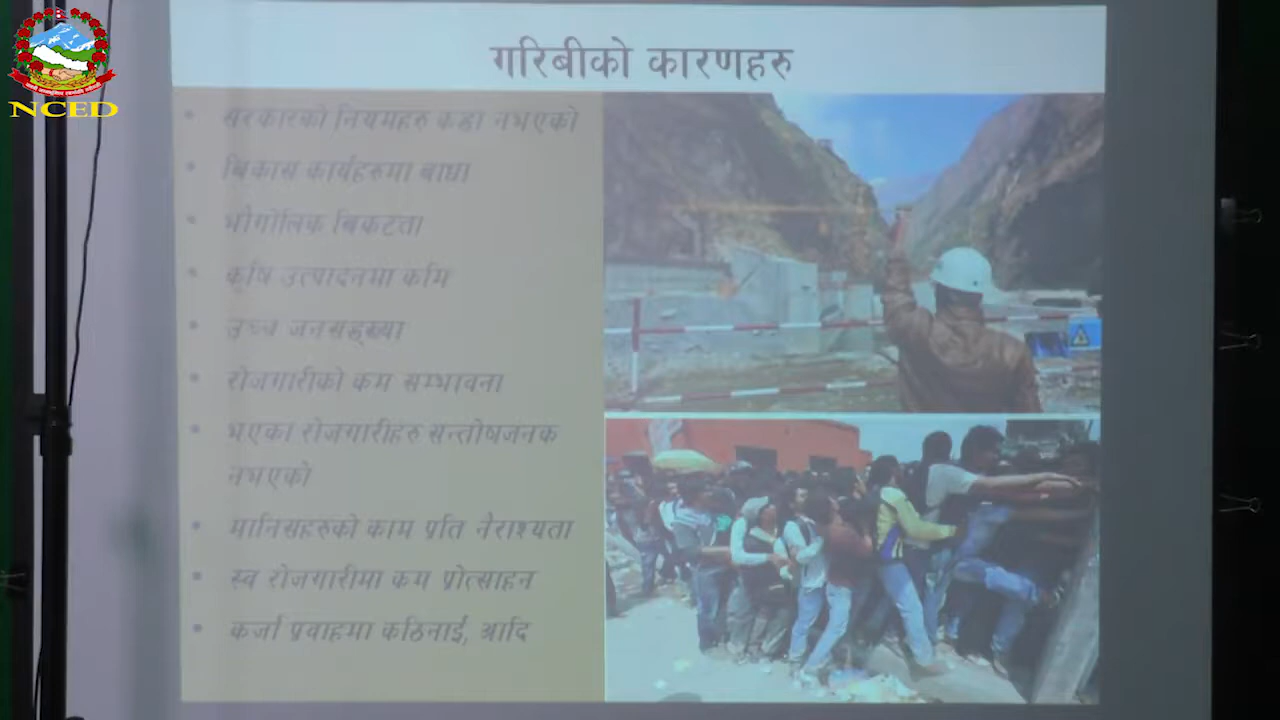 NCED
गरिबीको कारणहरु
• सरकारको नियमहरु कडा नभएको
• बिकास कार्यहरुमा बाधा
• भौगोलिक बिकटता
• कृषि उत्पादनमा कमि
• उच्च जनसङ्ख्या
• रोजगारीको कम सम्भावना
• भएका रोजगारीहरु सन्तोषजनक
नभएको
• मानिसहरुको काम प्रति नैराश्यता
• स्व रोजगारीमा कम प्रोत्साहन
• कर्जा प्रवाहमा कठिनाई, आदि